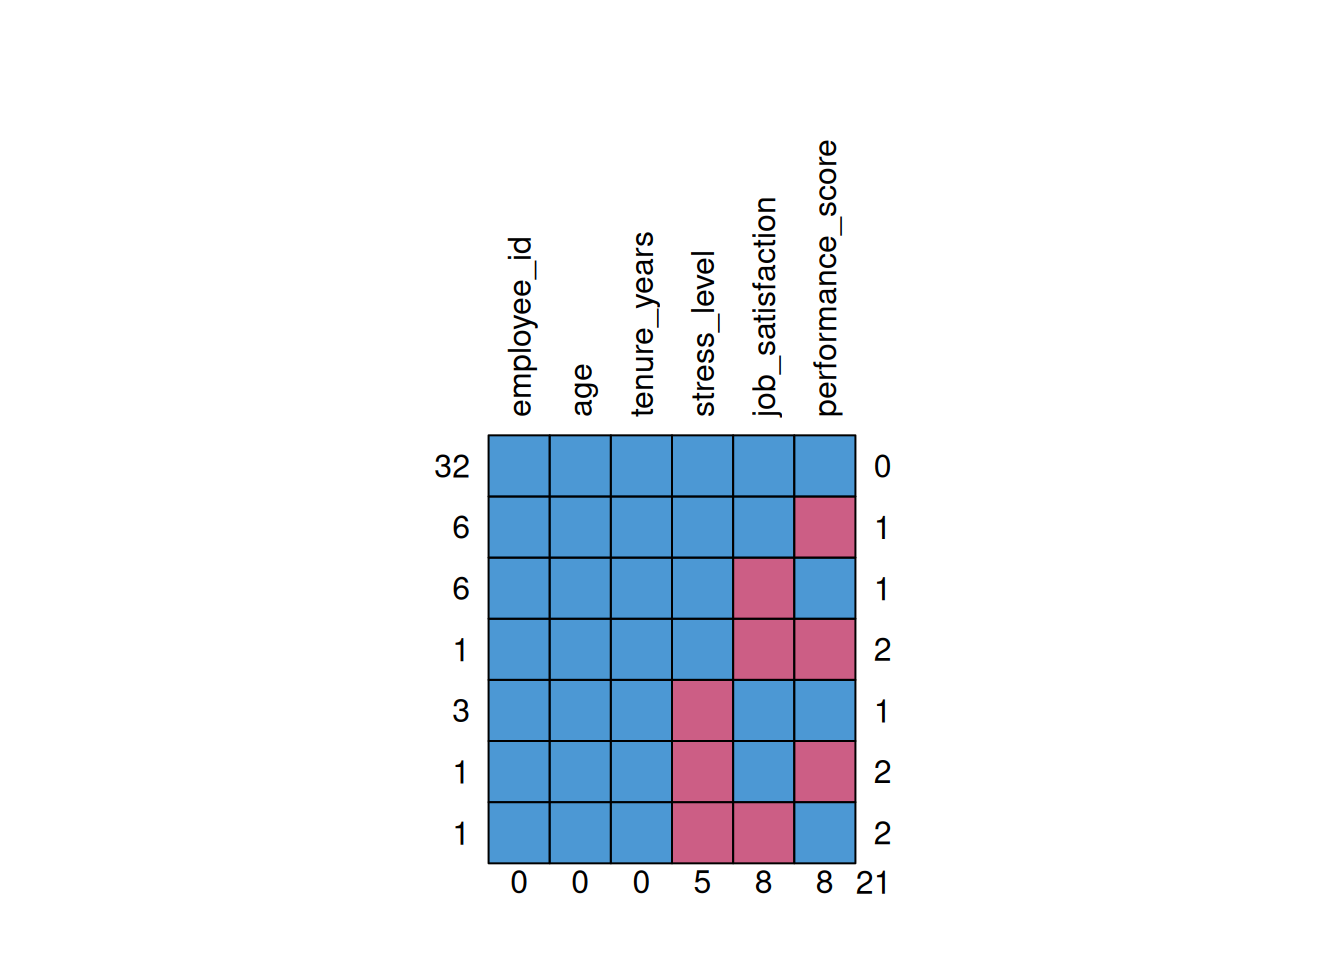 employee_id
age
tenure_years
stress_level
job_satisfaction
performance_score
32 0
6 1
6 1
1 2
3 1
1 2
1 2
0 0 0 5 8 8 21